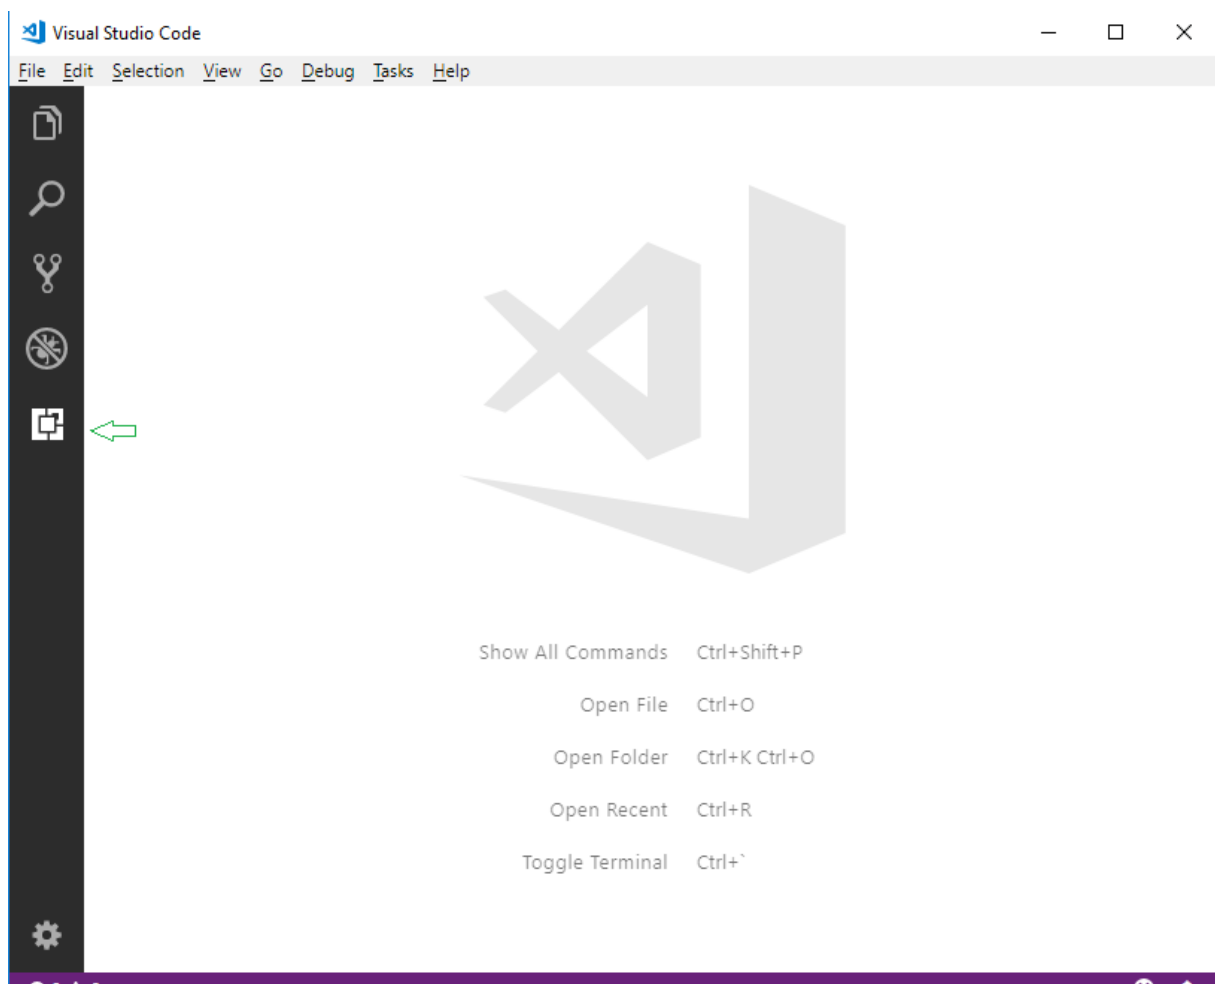 Visual Studio Code
File Edit Selection View Go Debug Tasks Help
Show All Commands Ctrl+Shift+P
Open File Ctrl+O
Open Folder Ctrl+K Ctrl+O
Open Recent Ctrl+R
Toggle Terminal Ctrl+`